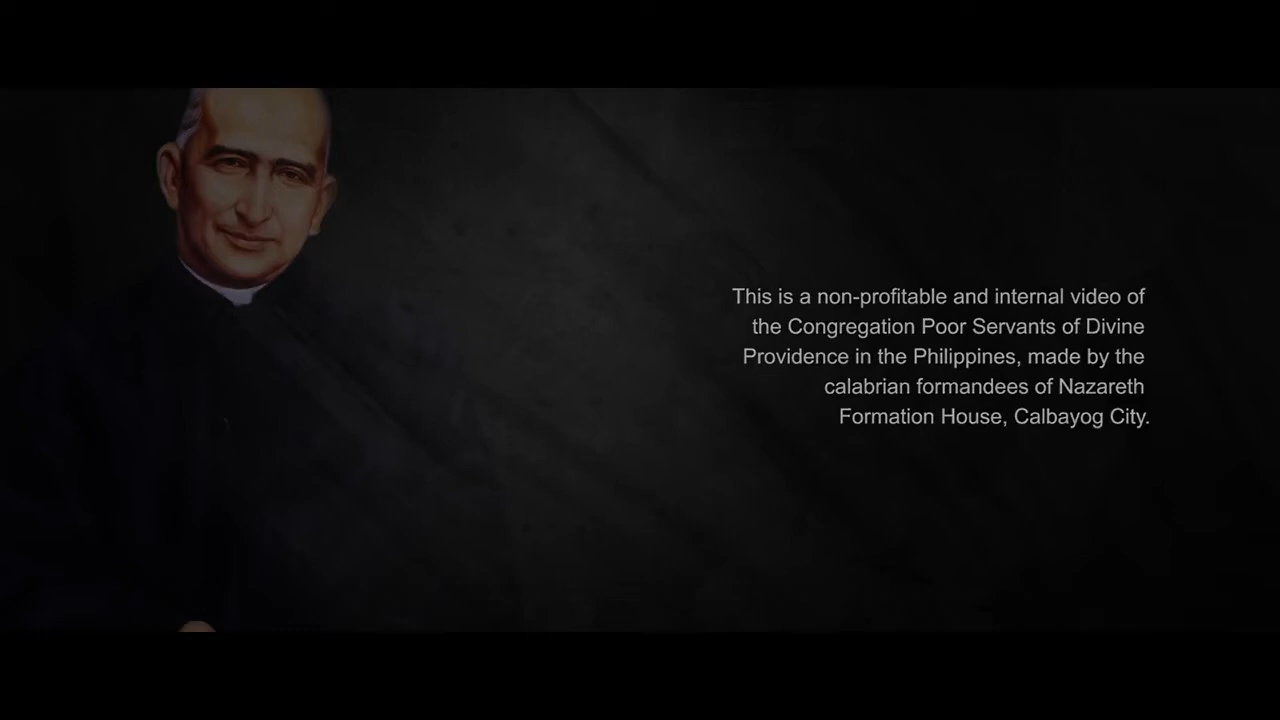 This is a non-profitable and internal video of
the Congregation Poor Servants of Divine
Providence in the Philippines, made by the
calabrian formandees of Nazareth
Formation House, Calbayog City.